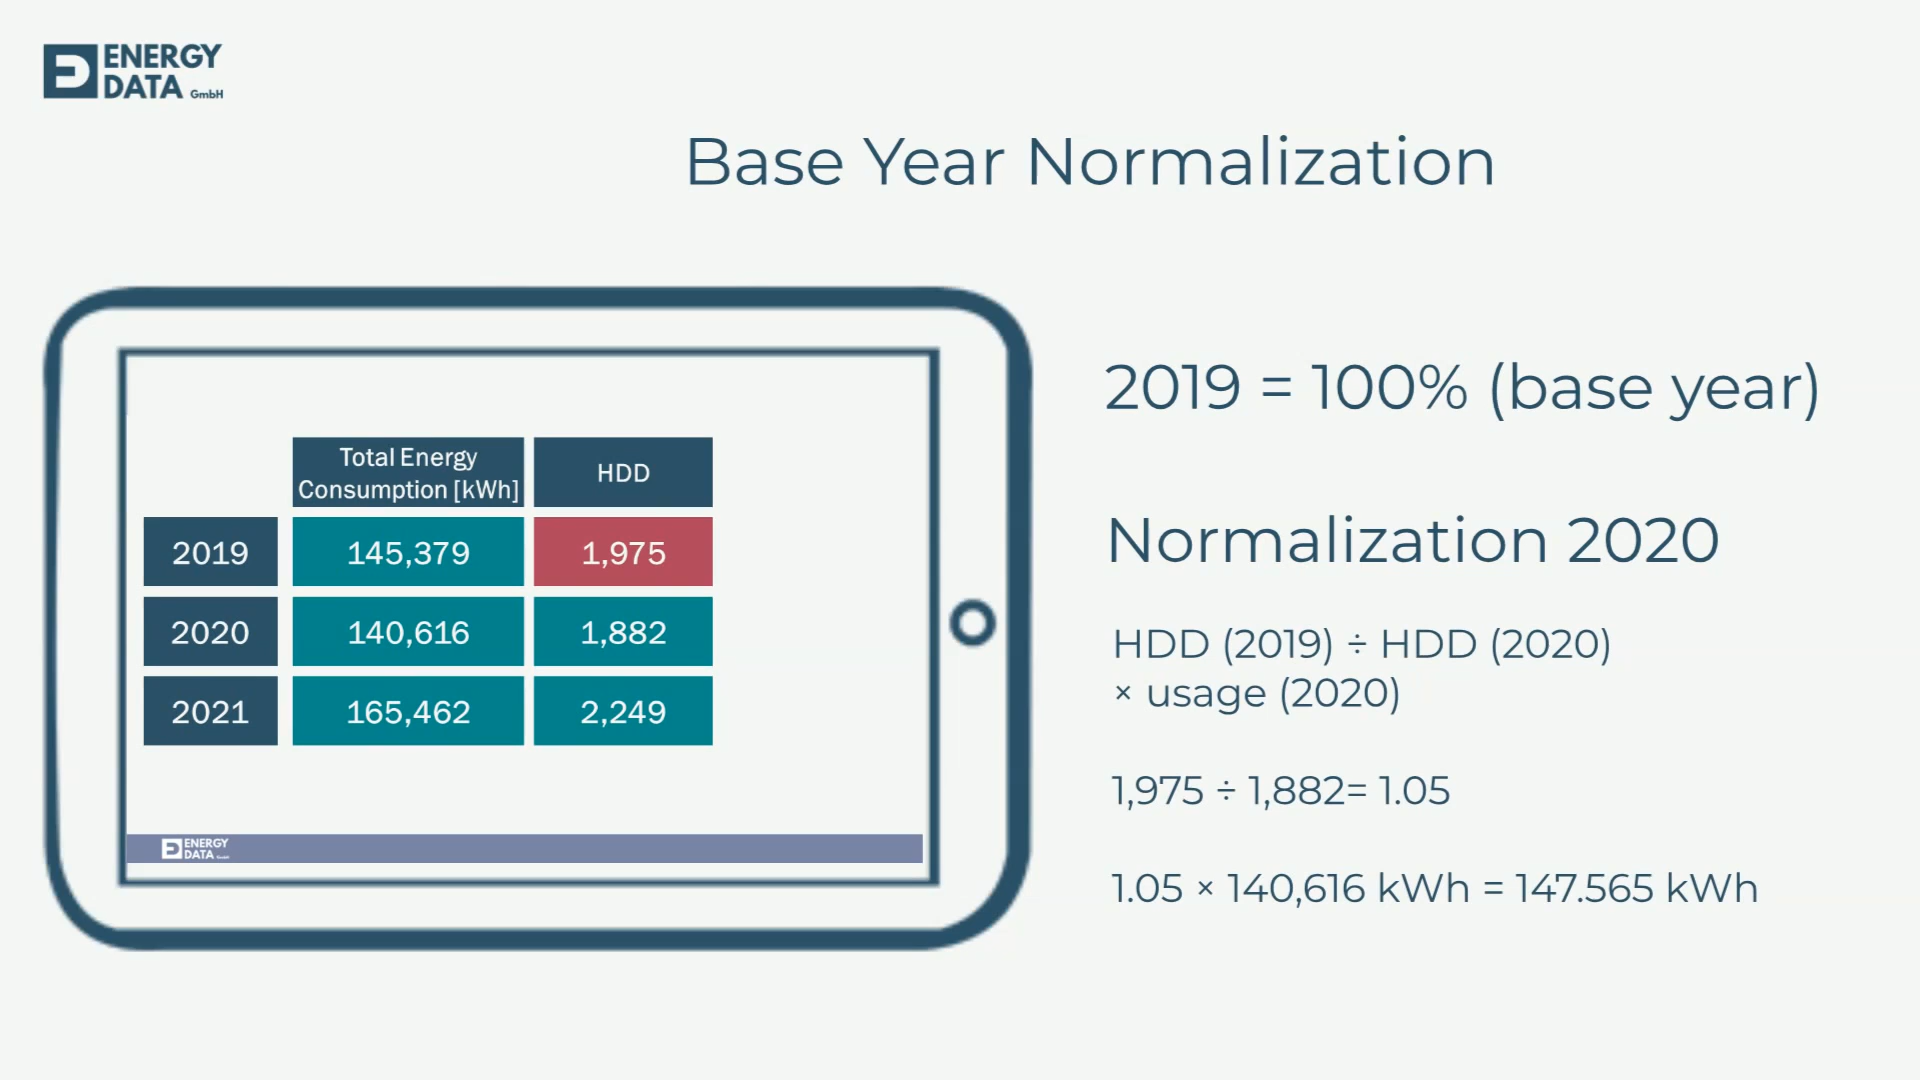 ENERGY
DATA GmbH
Base Year Normalization
Total Energy
Consumption [kWh]
HDD
2019 145,379 1,975
2020 140,616 1,882
2021 165,462 2,249
ENERGY
DATA
2019 = 100% (base year)
Normalization 2020
HDD (2019) ÷ HDD (2020)
× usage (2020)
1,975 ÷ 1,882= 1.05
1.05 × 140,616 kWh = 147.565 kWh